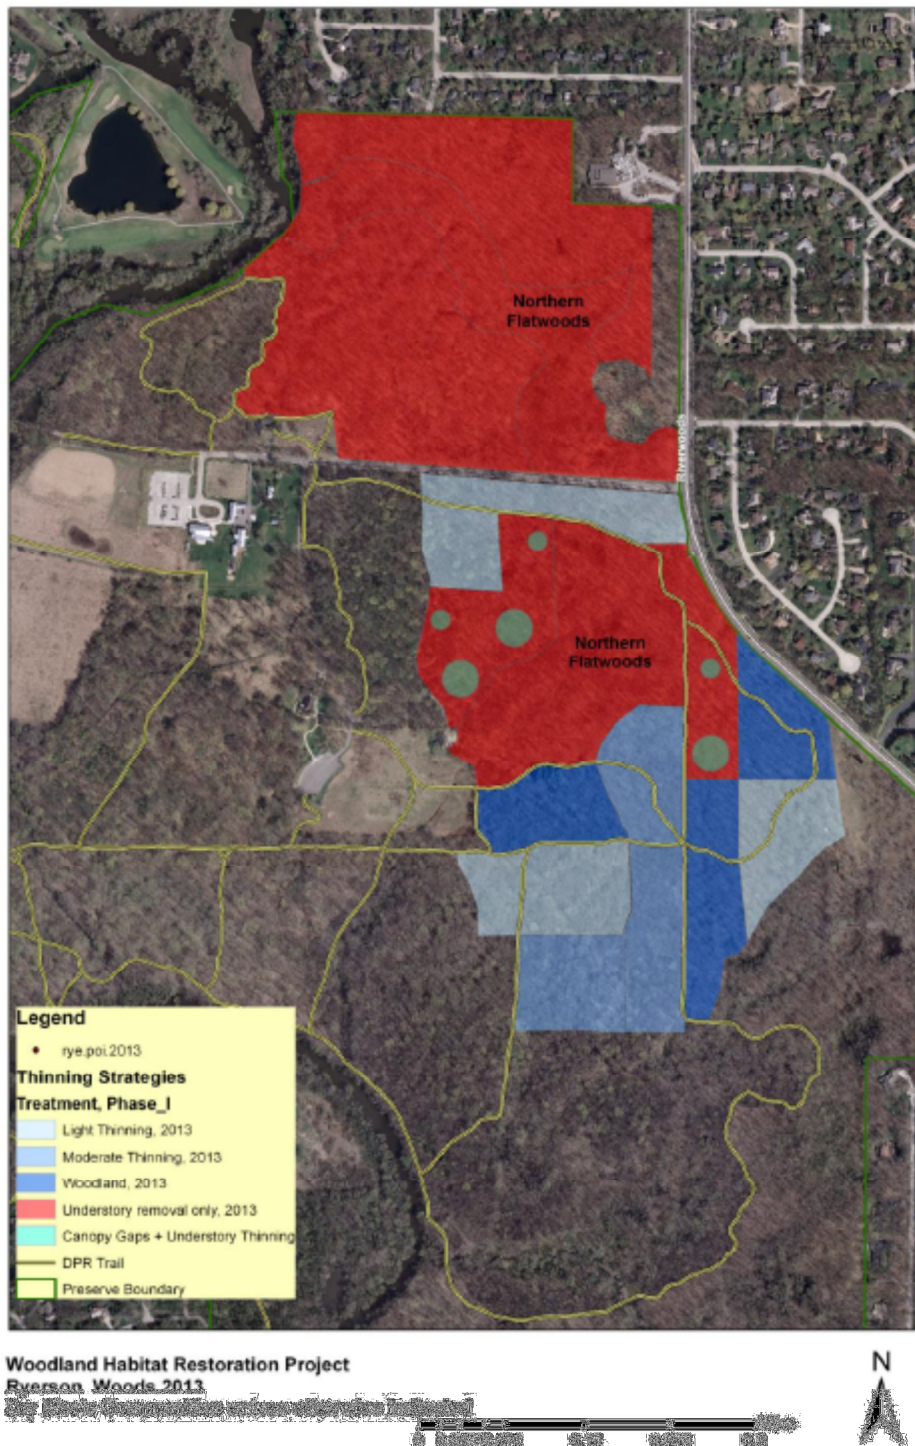 Northern
Flatwoods
Riverwoods
Northern
Flatwoods
Legend
rye.poi.2013
Thinning Strategies
Treatment, Phase_I
Light Thinning, 2013
Moderate Thinning, 2013
Woodland, 2013
Understory removal only, 2013
Canopy Gaps + Understory Thinning
DPR Trail
Preserve Boundary
Woodland Habitat Restoration Project
Ryerson Woods 2013
N